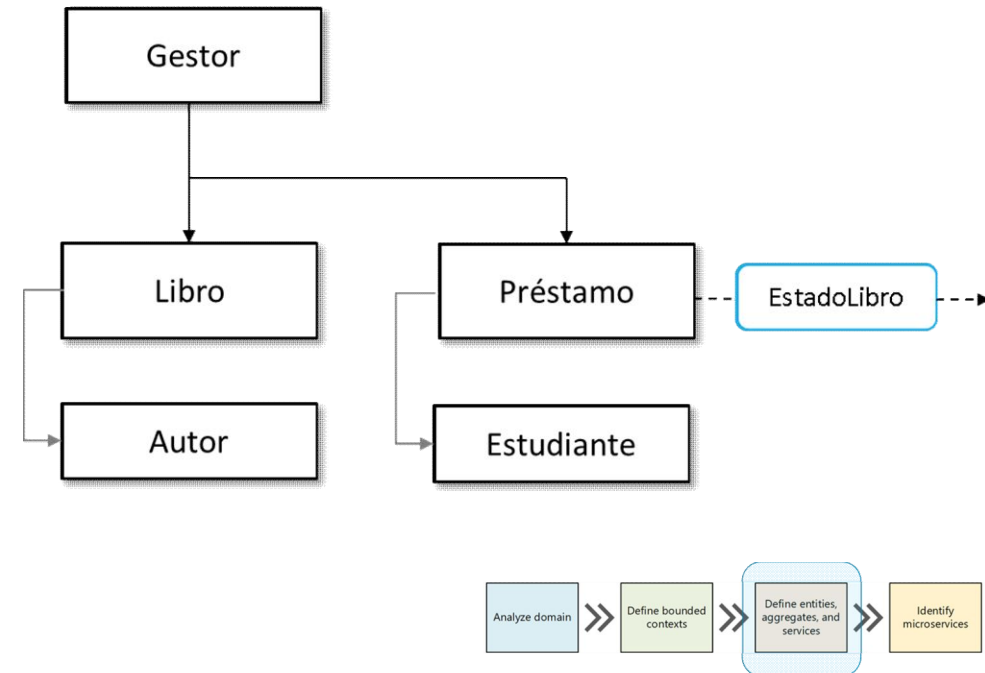 Gestor
Libro
Préstamo
EstadoLibro
Autor
Estudiante
Analyze domain
Define bounded
contexts
Define entities,
aggregates, and
services
Identify
microservices